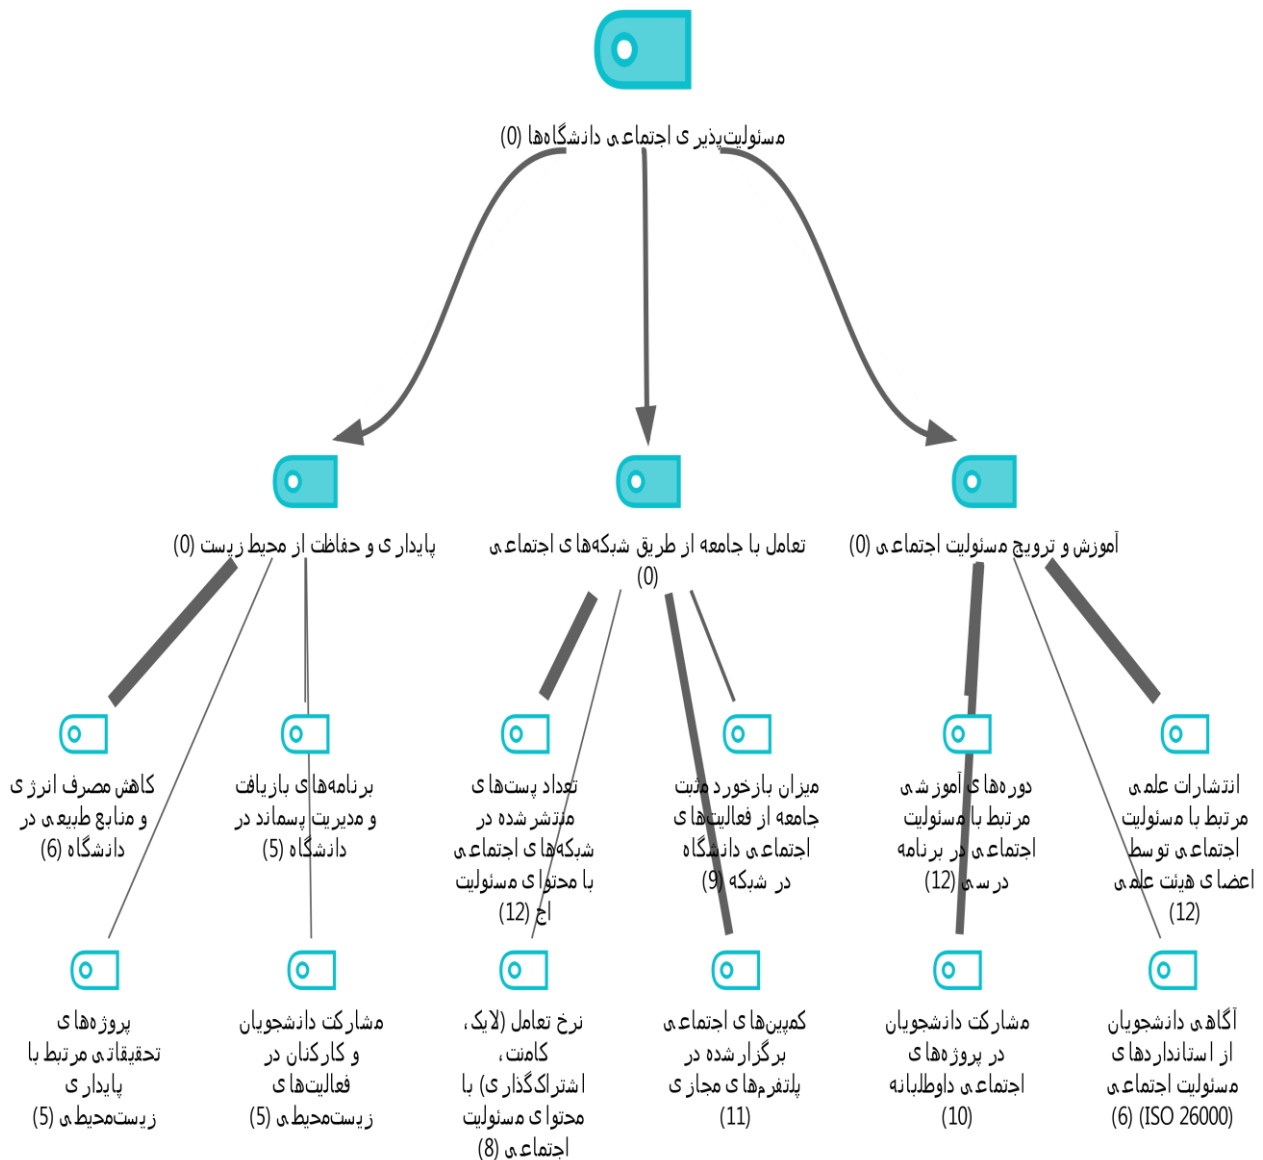 مسئولیت‌پذیری اجتماعی دانشگاه‌ها (0)
آموزش و ترویج مسئولیت اجتماعی (0)
تعامل با جامعه از طریق شبکه‌های اجتماعی
(0)
پایداری و حفاظت از محیط زیست (0)
انتشارات علمی
مرتبط با مسئولیت
اجتماعی توسط
اعضای هیئت علمی
(12)
دوره‌های آموزشی
مرتبط با مسئولیت
اجتماعی در برنامه
درسی (12)
میزان بازخورد مثبت
جامعه از فعالیت‌های
اجتماعی دانشگاه
در شبکه (9)
تعداد پست‌های
منتشر شده در
شبکه‌های اجتماعی
با محتوای مسئولیت
اج (12)
برنامه‌های بازیافت
و مدیریت پسماند در
دانشگاه (5)
کاهش مصرف انرژی
و منابع طبیعی در
دانشگاه (6)
آگاهی دانشجویان
از استانداردهای
مسئولیت اجتماعی
(ISO 26000) (6)
مشارکت دانشجویان
در پروژه‌های
اجتماعی داوطلبانه
(10)
کمپین‌های اجتماعی
برگزار شده در
پلتفرم‌های مجازی
(11)
نرخ تعامل (لایک،
کامنت،
اشتراک‌گذاری) با
محتوای مسئولیت
اجتماعی (8)
مشارکت دانشجویان
و کارکنان در
فعالیت‌های
زیست‌محیطی (5)
پروژه‌های
تحقیقاتی مرتبط با
پایداری
زیست‌محیطی (5)